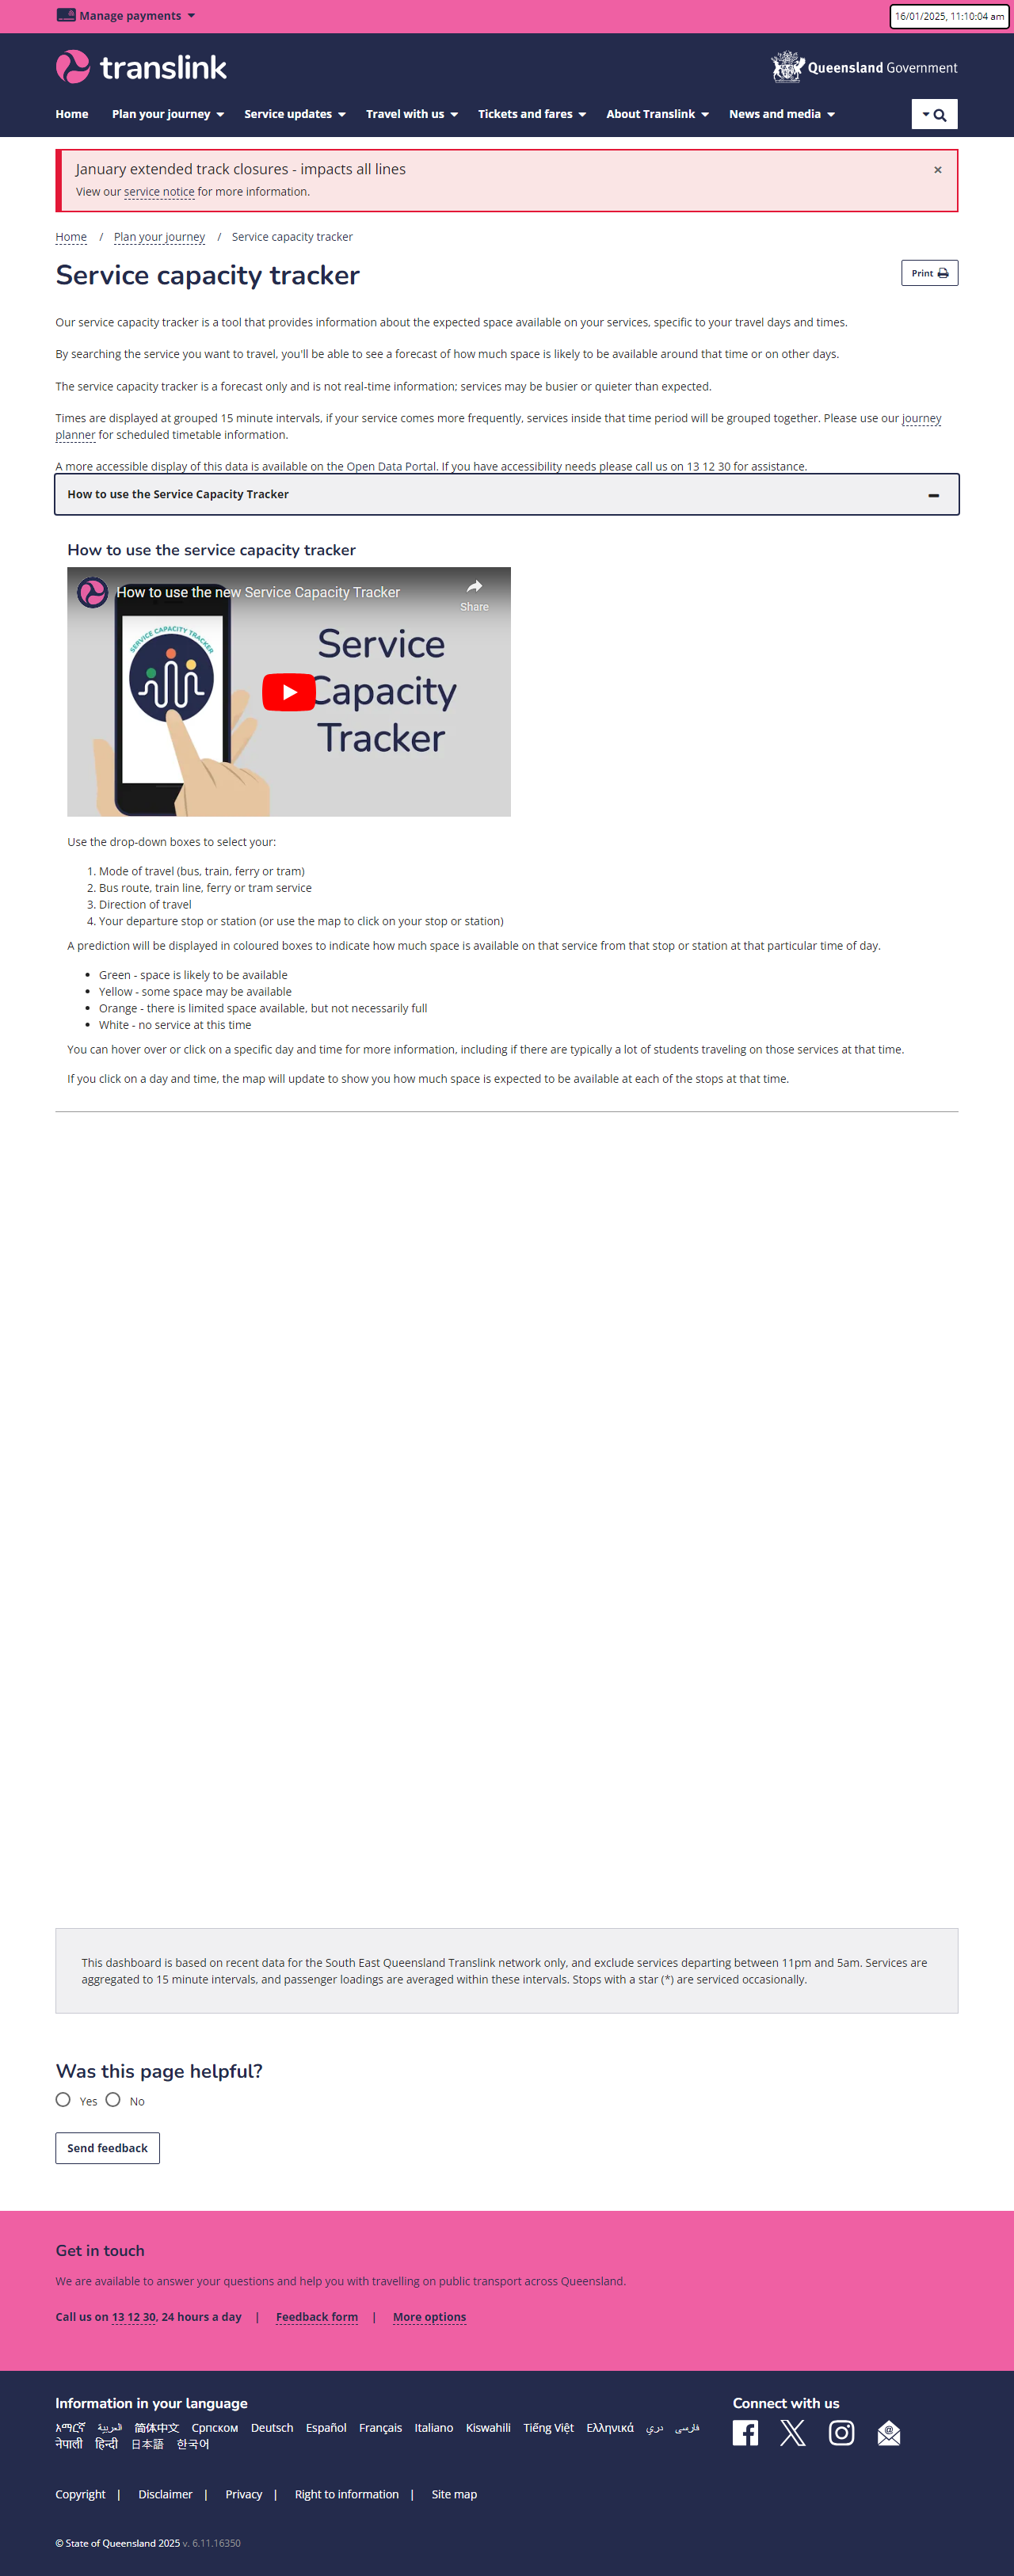 Manage payments
16/01/2025, 11:10:04 am
translink
Queensland Government
Home Plan your journey Service updates Travel with us Tickets and fares About Translink News and media
January extended track closures - impacts all lines
×
View our service notice for more information.
Home / Plan your journey / Service capacity tracker
Service capacity tracker
Print
Our service capacity tracker is a tool that provides information about the expected space available on your services, specific to your travel days and times.
By searching the service you want to travel, you'll be able to see a forecast of how much space is likely to be available around that time or on other days.
The service capacity tracker is a forecast only and is not real-time information; services may be busier or quieter than expected.
Times are displayed at grouped 15 minute intervals, if your service comes more frequently, services inside that time period will be grouped together. Please use our journey
planner for scheduled timetable information.
A more accessible display of this data is available on the Open Data Portal. If you have accessibility needs please call us on 13 12 30 for assistance.
How to use the Service Capacity Tracker
How to use the service capacity tracker
How to use the new Service Capacity Tracker
Share
SERVICE CAPACITY TRACKER
Service
Capacity
Tracker
Use the drop-down boxes to select your:
1. Mode of travel (bus, train, ferry or tram)
2. Bus route, train line, ferry or tram service
3. Direction of travel
4. Your departure stop or station (or use the map to click on your stop or station)
A prediction will be displayed in coloured boxes to indicate how much space is available on that service from that stop or station at that particular time of day.
• Green - space is likely to be available
• Yellow - some space may be available
• Orange - there is limited space available, but not necessarily full
• White - no service at this time
You can hover over or click on a specific day and time for more information, including if there are typically a lot of students traveling on those services at that time.
If you click on a day and time, the map will update to show you how much space is expected to be available at each of the stops at that time.
This dashboard is based on recent data for the South East Queensland Translink network only, and exclude services departing between 11pm and 5am. Services are
aggregated to 15 minute intervals, and passenger loadings are averaged within these intervals. Stops with a star (*) are serviced occasionally.
Was this page helpful?
Yes No
Send feedback
Get in touch
We are available to answer your questions and help you with travelling on public transport across Queensland.
Call us on 13 12 30, 24 hours a day | Feedback form | More options
Information in your language
Connect with us
አማርኛ العربية 简体中文 Српском Deutsch Español Français Italiano Kiswahili Tiếng Việt Ελληνικά دري فارسی
नेपाली हिन्दी 日本語 한국어
Copyright | Disclaimer | Privacy | Right to information | Site map
© State of Queensland 2025 v. 6.11.16350